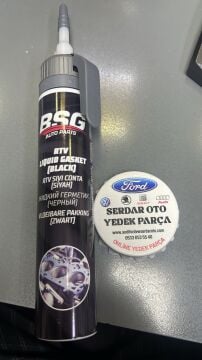 BSG
AUTO PARTS
RTV
LIQUID GASKET
(BLACK)
RTV SIVI CONTA
(SİYAH)
ЖИДКИЙ ГЕРМЕТИК
(ЧЕРНЫЙ)
VLOEIBARE PAKKING
(ZWART)
Ford
SERDAR OTO
YEDEK PARÇA
ONLINE YEDEK PARÇA